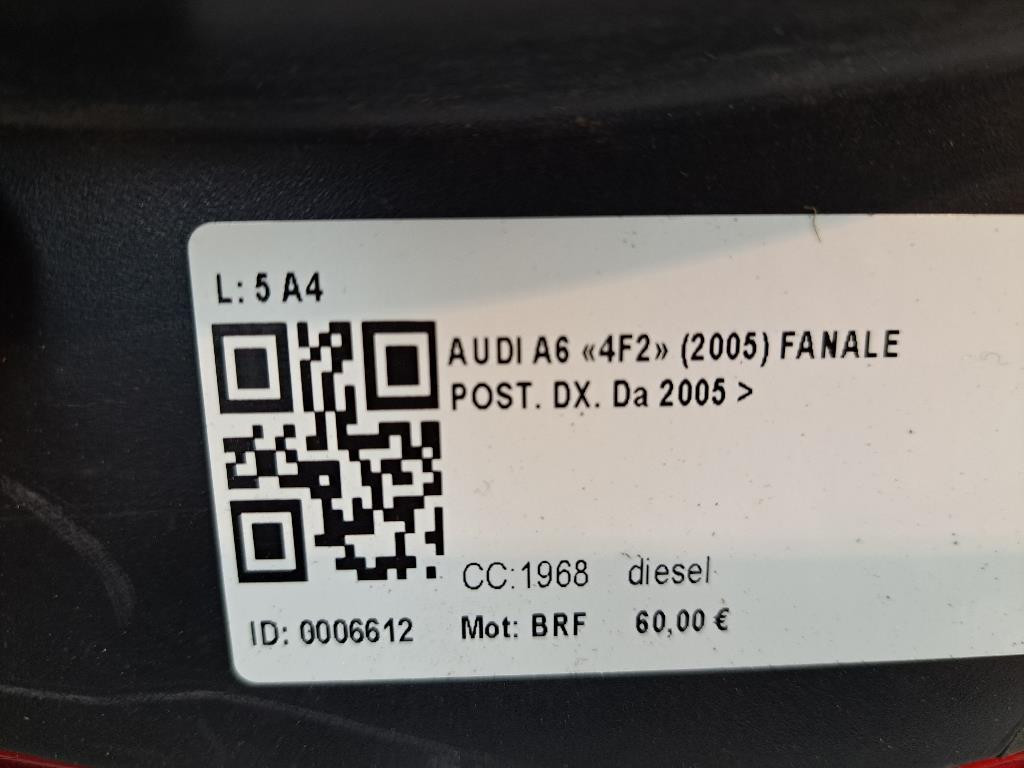 L: 5 A4
AUDI A6 «4F2» (2005) FANALE
POST. DX. Da 2005 >
CC:1968 diesel
ID: 0006612 Mot: BRF 60,00 €